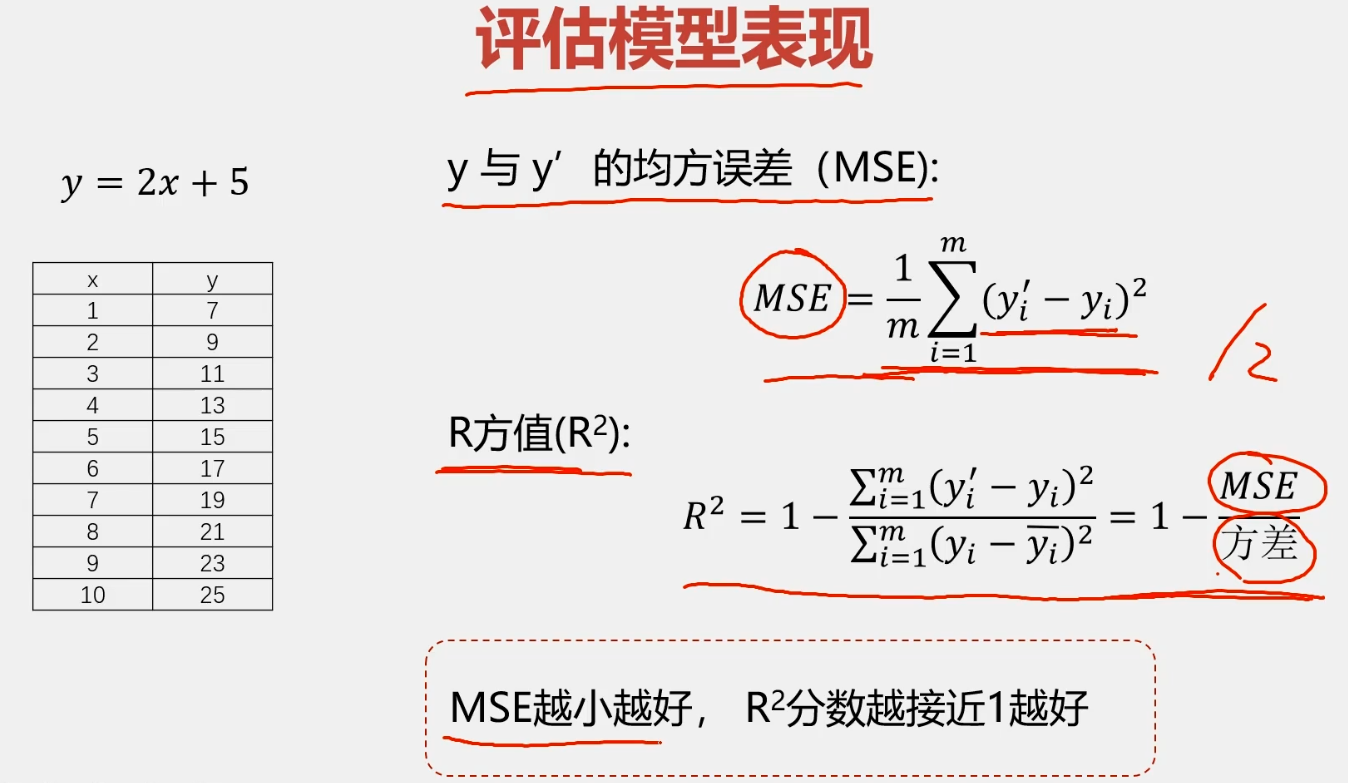 评估模型表现
y = 2x + 5
x y
1 7
2 9
3 11
4 13
5 15
6 17
7 19
8 21
9 23
10 25
y 与 y′ 的均方误差（MSE):
MSE = \frac{1}{m} \sum_{i=1}^{m} (y_i′ − y_i)^2
/2
R方值(R²):
R^2 = 1 − \frac{\sum_{i=1}^{m}(y_i′ − y_i)^2}{\sum_{i=1}^{m}(y_i − \overline{y_i})^2} = 1 − \frac{MSE}{方差}
MSE越小越好， R²分数越接近1越好